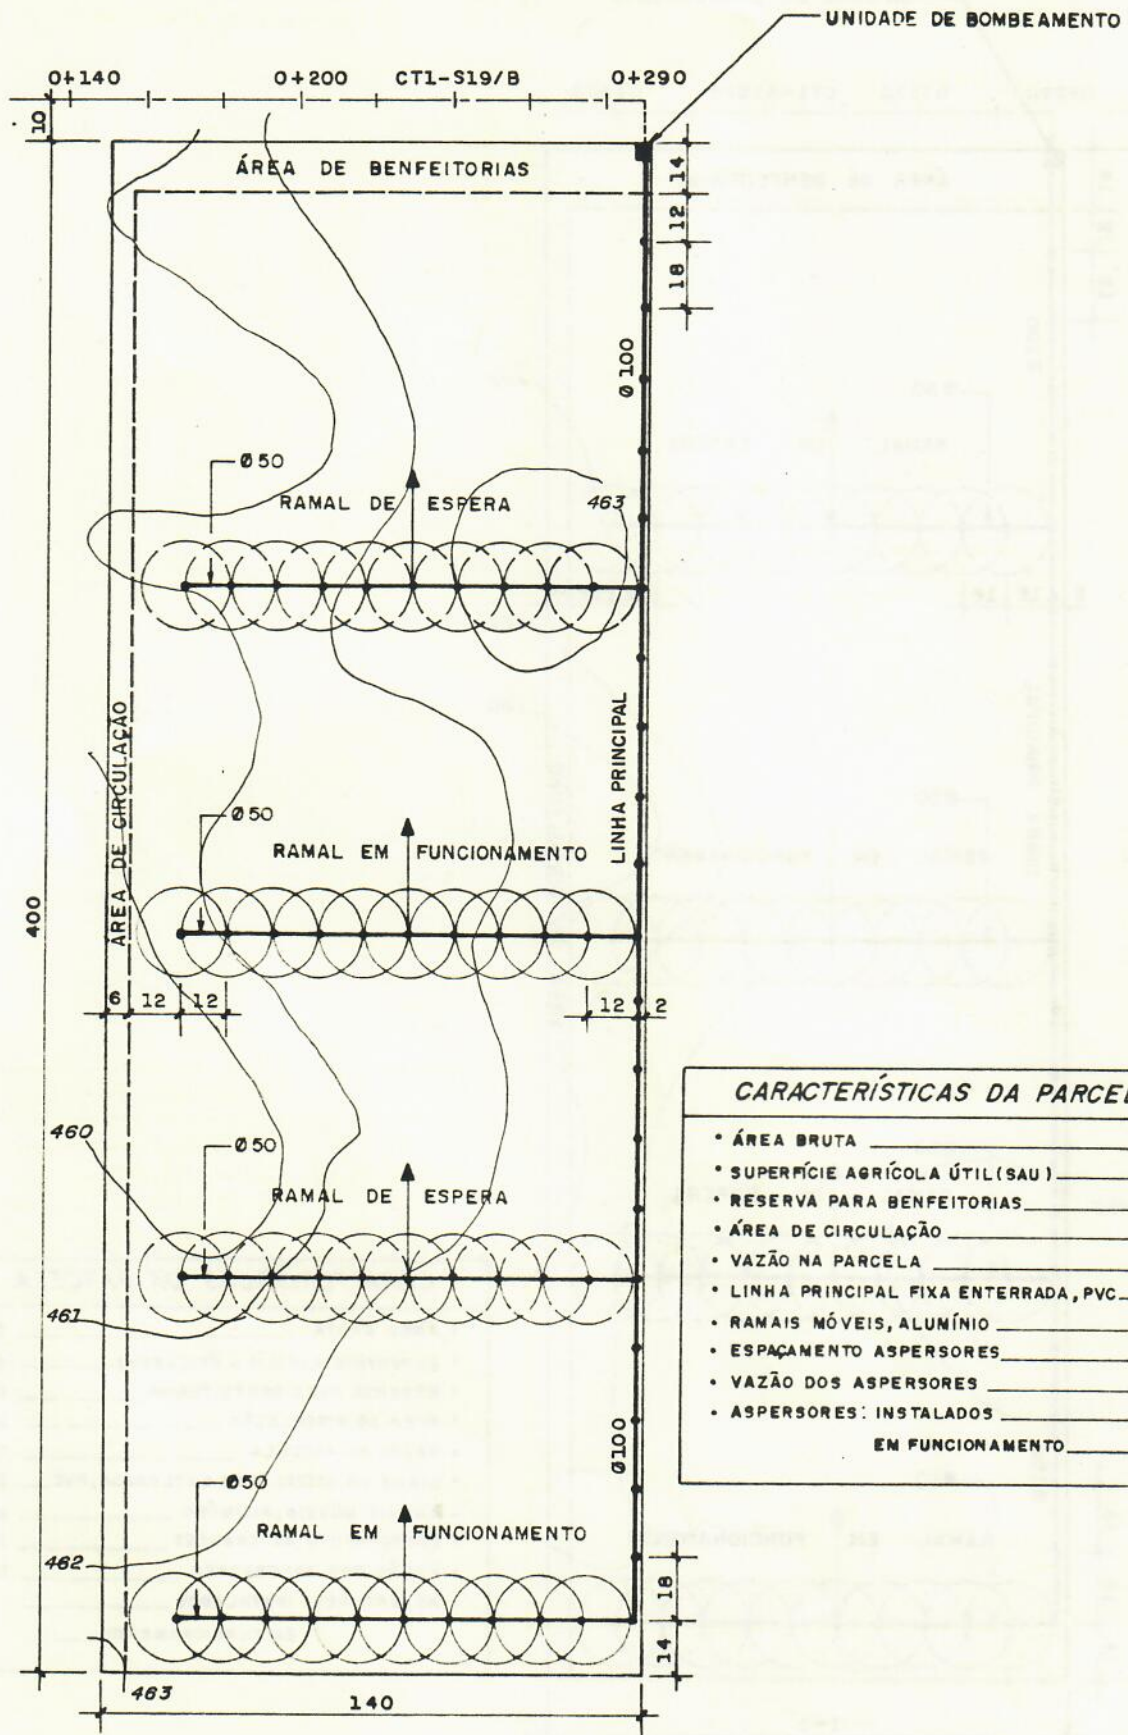 UNIDADE DE BOMBEAMENTO
0+140 0+200 CT1-S19/B 0+290
10
ÁREA DE BENFEITORIAS
14
12
18
Ø100
Ø50
RAMAL DE ESPERA
463
ÁREA DE CIRCULAÇÃO
LINHA PRINCIPAL
Ø50
RAMAL EM FUNCIONAMENTO
400
6 12 12 12 2
CARACTERÍSTICAS DA PARCEL
• ÁREA BRUTA
• SUPERFÍCIE AGRÍCOLA ÚTIL(SAU)
• RESERVA PARA BENFEITORIAS
• ÁREA DE CIRCULAÇÃO
• VAZÃO NA PARCELA
• LINHA PRINCIPAL FIXA ENTERRADA, PVC
• RAMAIS MÓVEIS, ALUMÍNIO
• ESPAÇAMENTO ASPERSORES
• VAZÃO DOS ASPERSORES
• ASPERSORES: INSTALADOS
EM FUNCIONAMENTO
460
Ø50
RAMAL DE ESPERA
461
Ø100
Ø50
RAMAL EM FUNCIONAMENTO
462
18
14
463
140